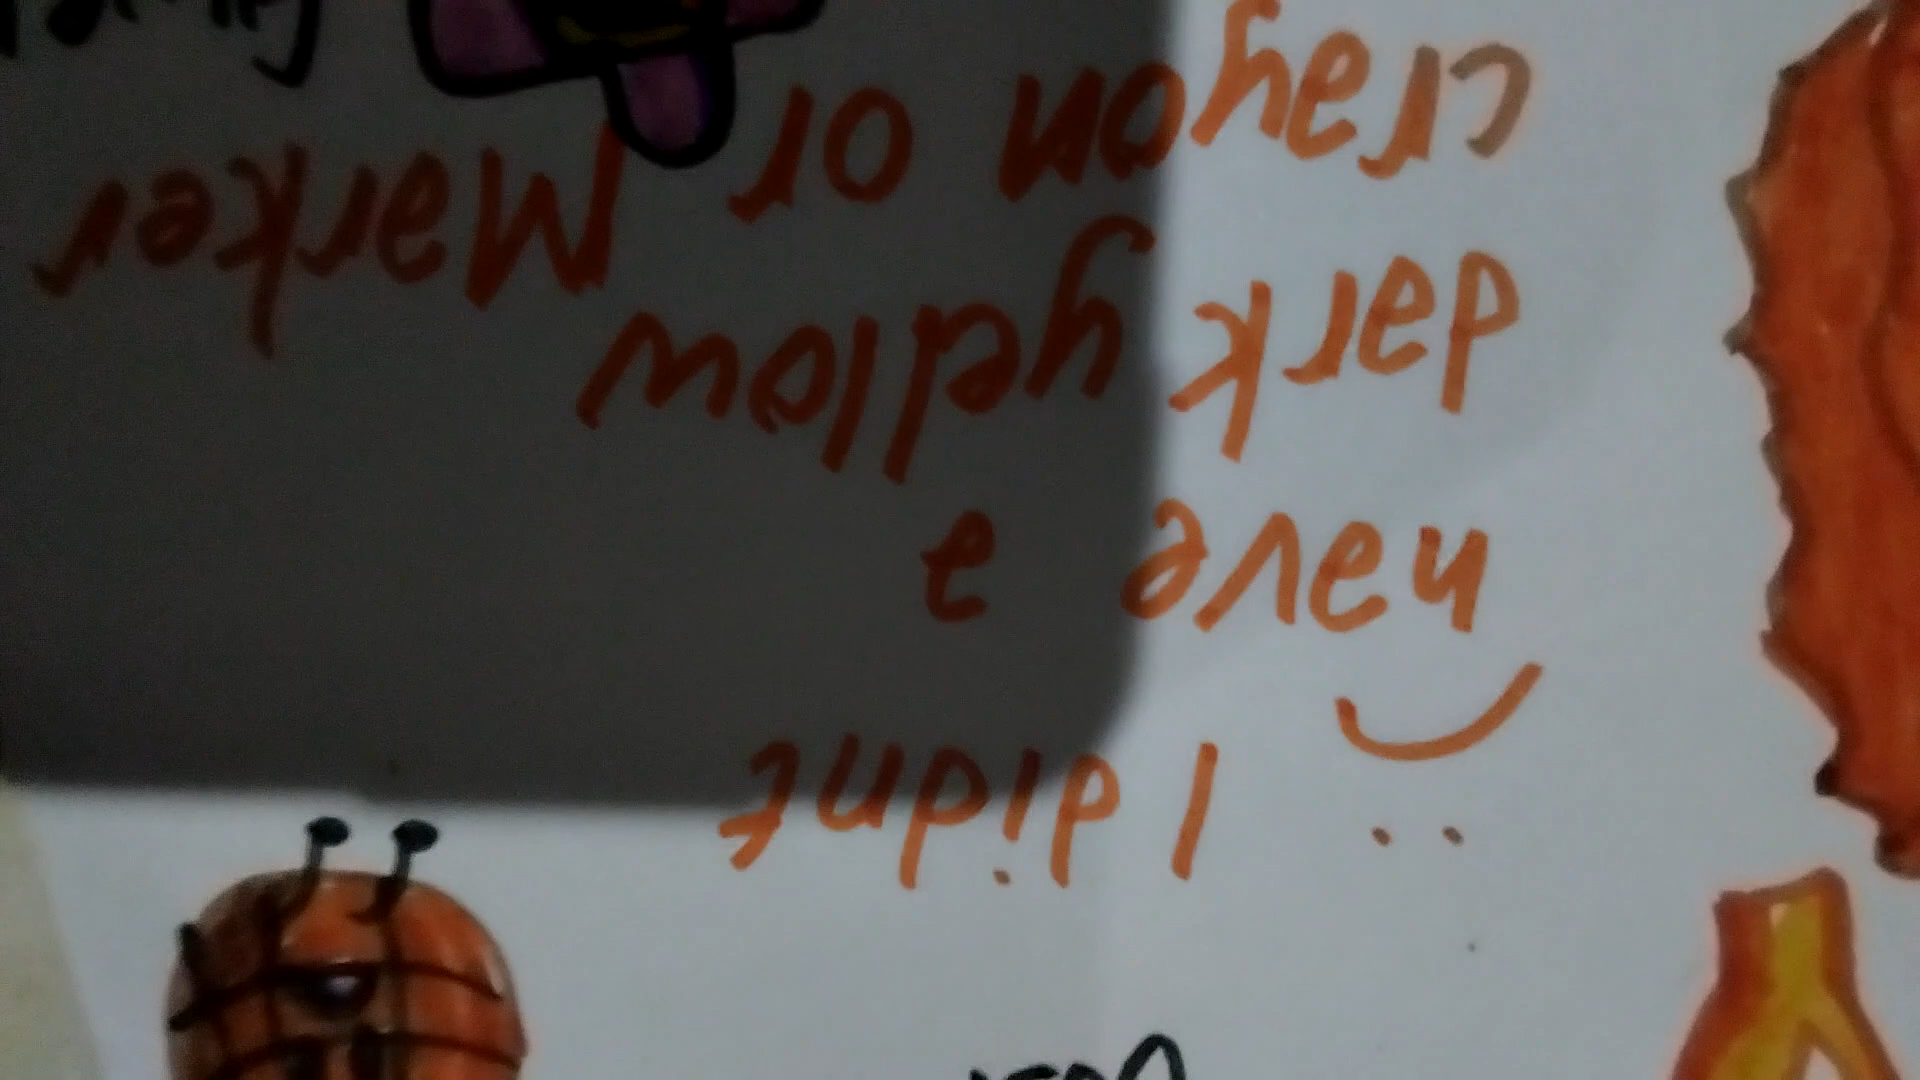 I didnt
have a
dark yellow
crayon or Marker